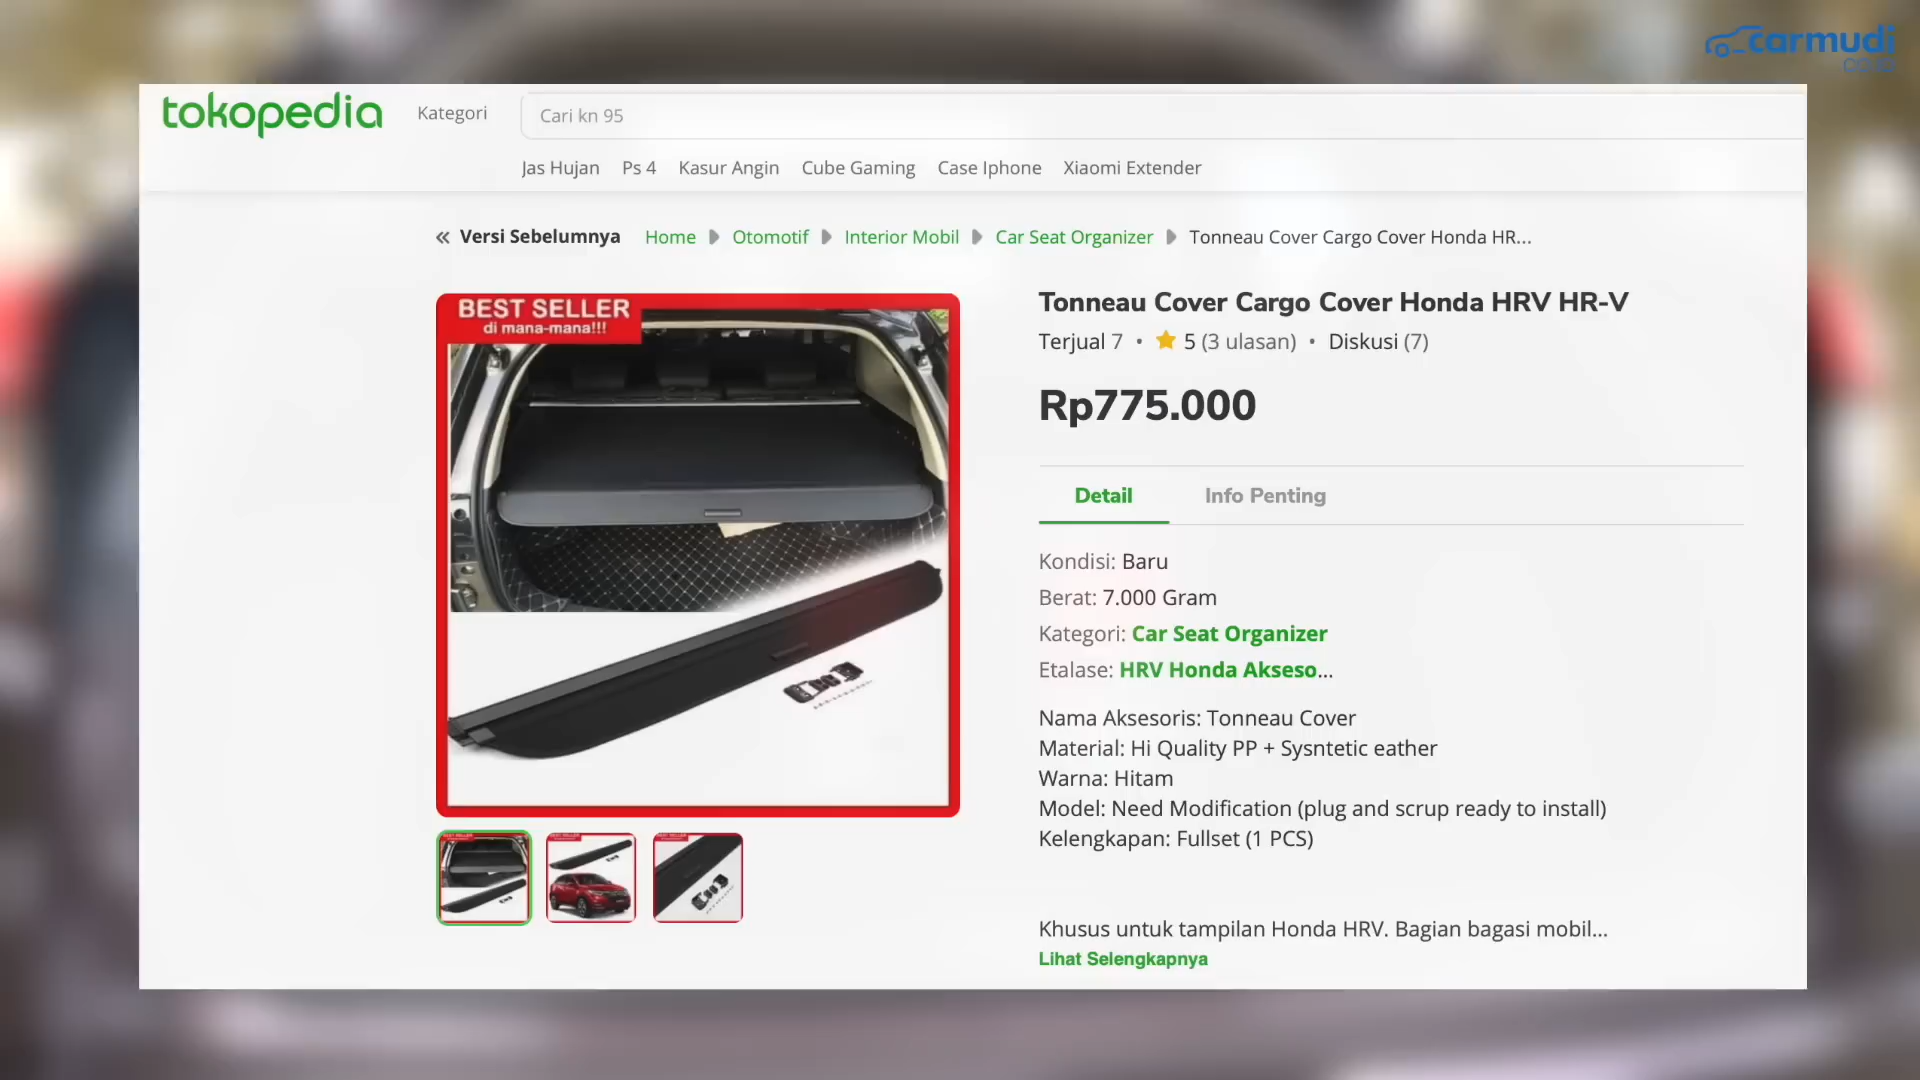 carmudi
tokopedia
Kategori
Cari kn 95
Jas Hujan Ps 4 Kasur Angin Cube Gaming Case Iphone Xiaomi Extender
« Versi Sebelumnya Home Otomotif Interior Mobil Car Seat Organizer Tonneau Cover Cargo Cover Honda HR...
BEST SELLER
di mana-mana!!!
Tonneau Cover Cargo Cover Honda HRV HR-V
Terjual 7 • 5 (3 ulasan) • Diskusi (7)
Rp775.000
Detail Info Penting
Kondisi: Baru
Berat: 7.000 Gram
Kategori: Car Seat Organizer
Etalase: HRV Honda Akseso...
Nama Aksesoris: Tonneau Cover
Material: Hi Quality PP + Sysntetic eather
Warna: Hitam
Model: Need Modification (plug and scrup ready to install)
Kelengkapan: Fullset (1 PCS)
Khusus untuk tampilan Honda HRV. Bagian bagasi mobil...
Lihat Selengkapnya